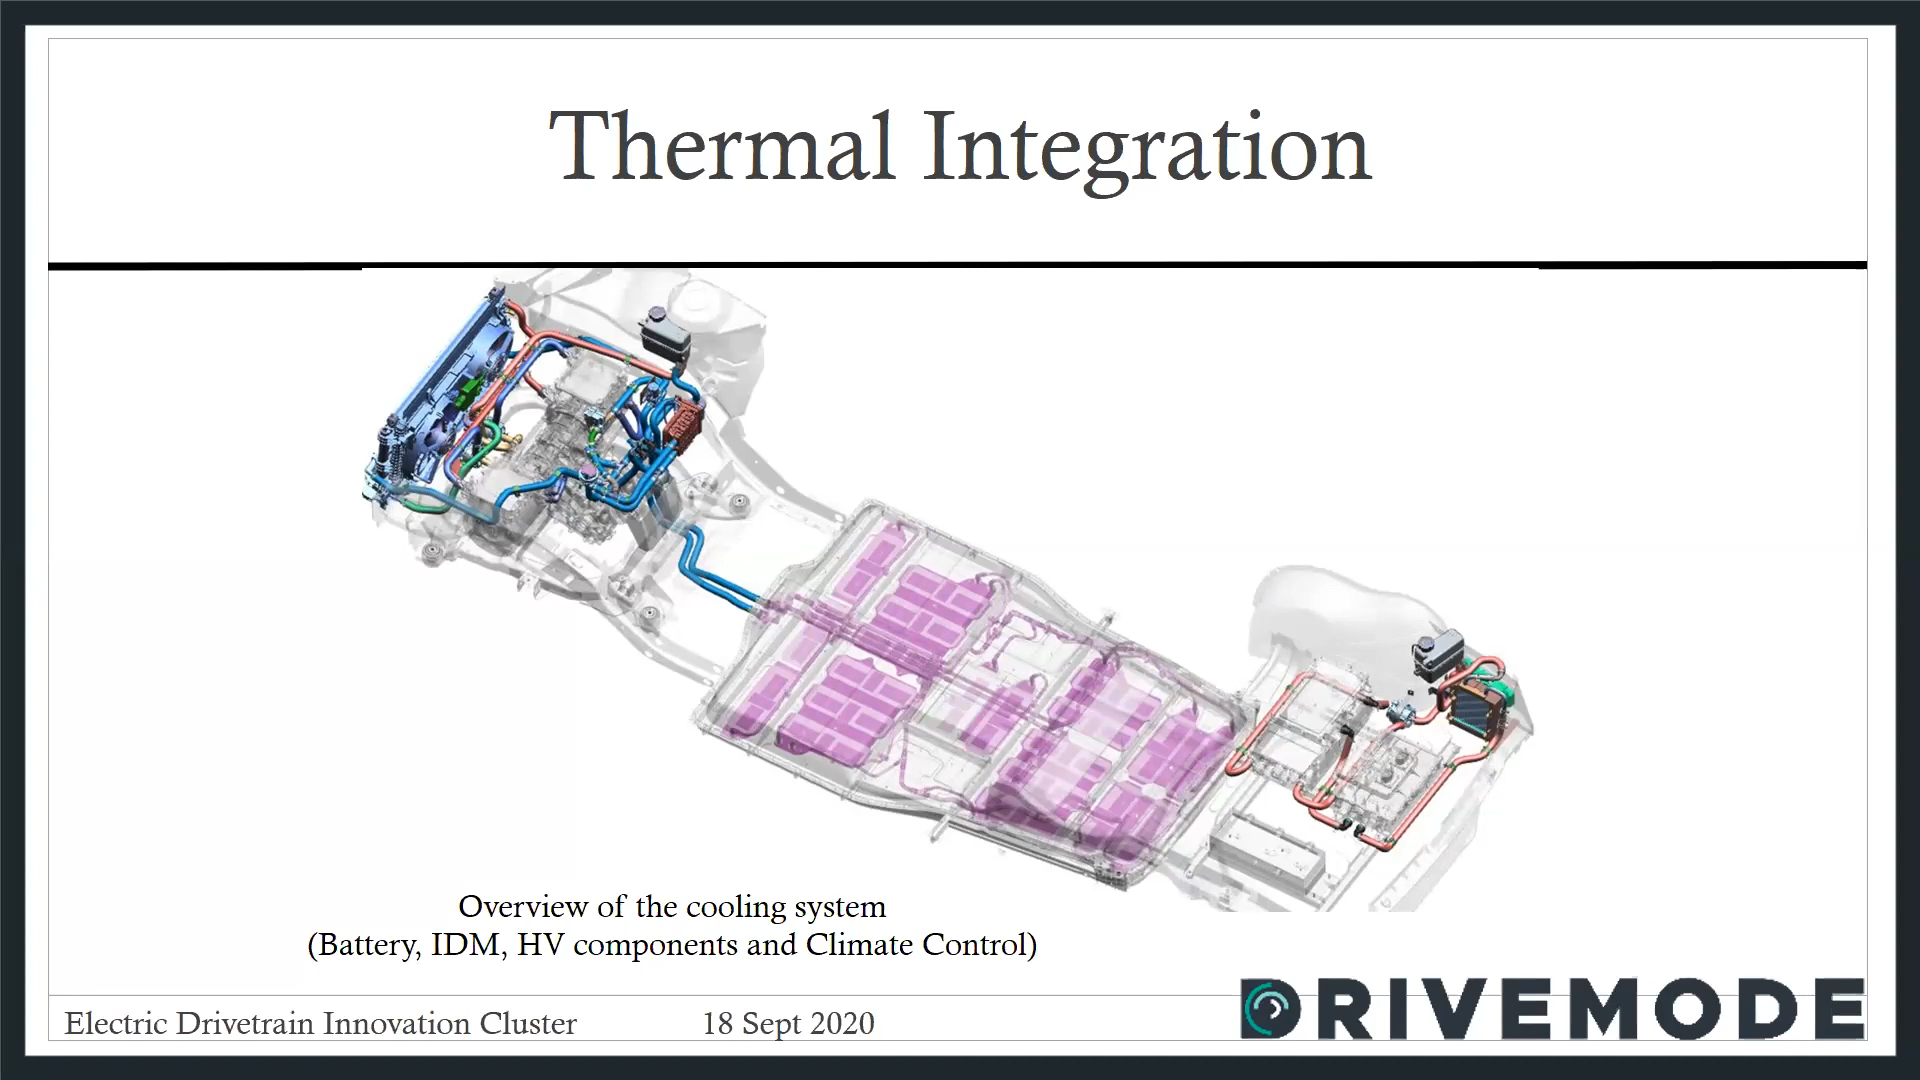 Thermal Integration
Overview of the cooling system
(Battery, IDM, HV components and Climate Control)
Electric Drivetrain Innovation Cluster
18 Sept 2020
DRIVEMODE